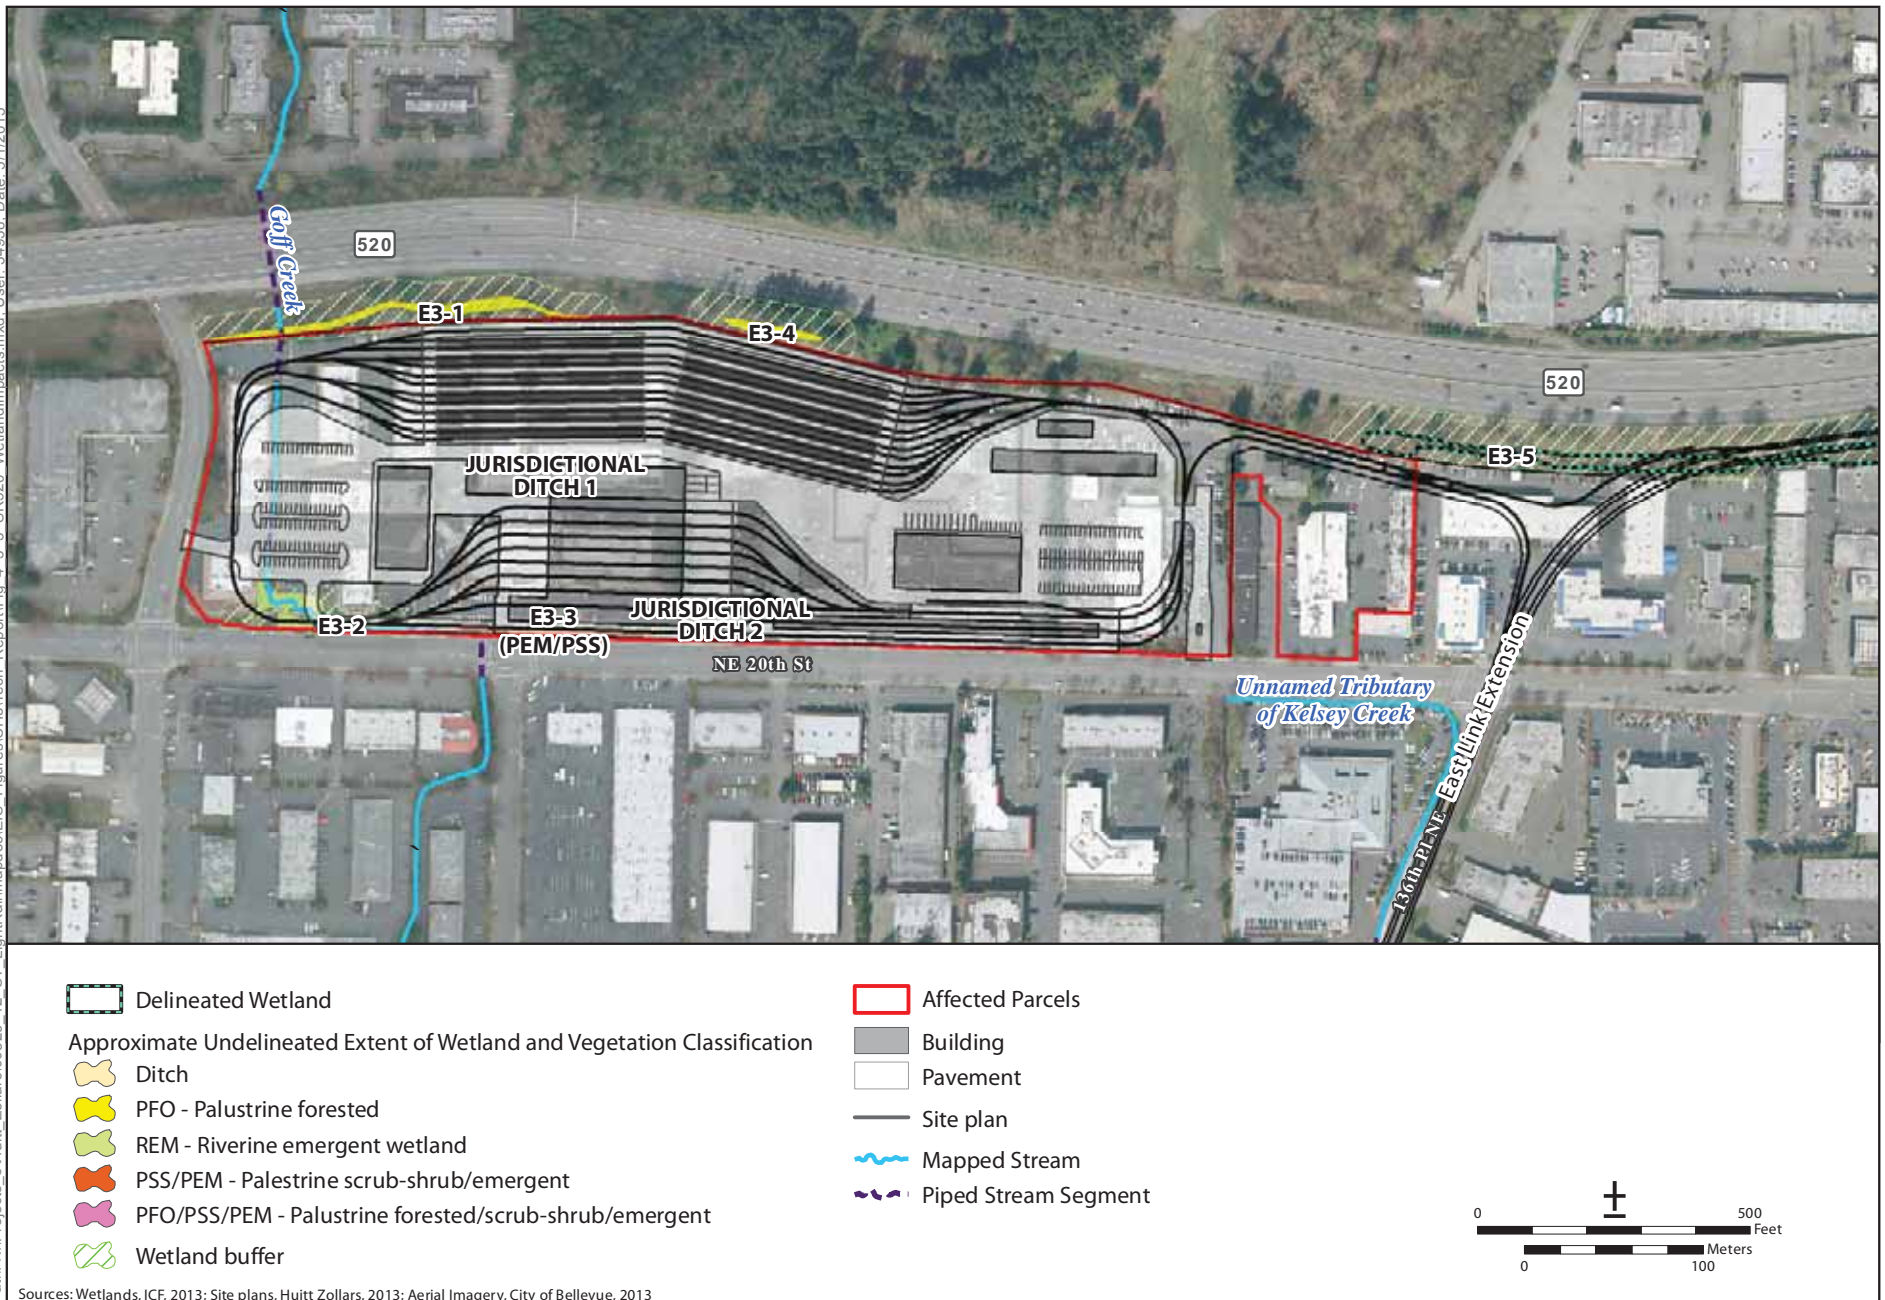 Goff Creek
520
E3-1
E3-4
520
E3-5
JURISDICTIONAL
DITCH 1
E3-2
E3-3
(PEM/PSS)
JURISDICTIONAL
DITCH 2
NE 20th St
Unnamed Tributary
of Kelsey Creek
East Link Extension
136th Pl NE
Delineated Wetland
Approximate Undelineated Extent of Wetland and Vegetation Classification
Ditch
PFO - Palustrine forested
REM - Riverine emergent wetland
PSS/PEM - Palestrine scrub-shrub/emergent
PFO/PSS/PEM - Palustrine forested/scrub-shrub/emergent
Wetland buffer
Affected Parcels
Building
Pavement
Site plan
Mapped Stream
Piped Stream Segment
0 500
Feet
Meters
0 100
Sources: Wetlands, ICF, 2013; Site plans, Huitt Zollars, 2013; Aerial Imagery, City of Bellevue, 2013